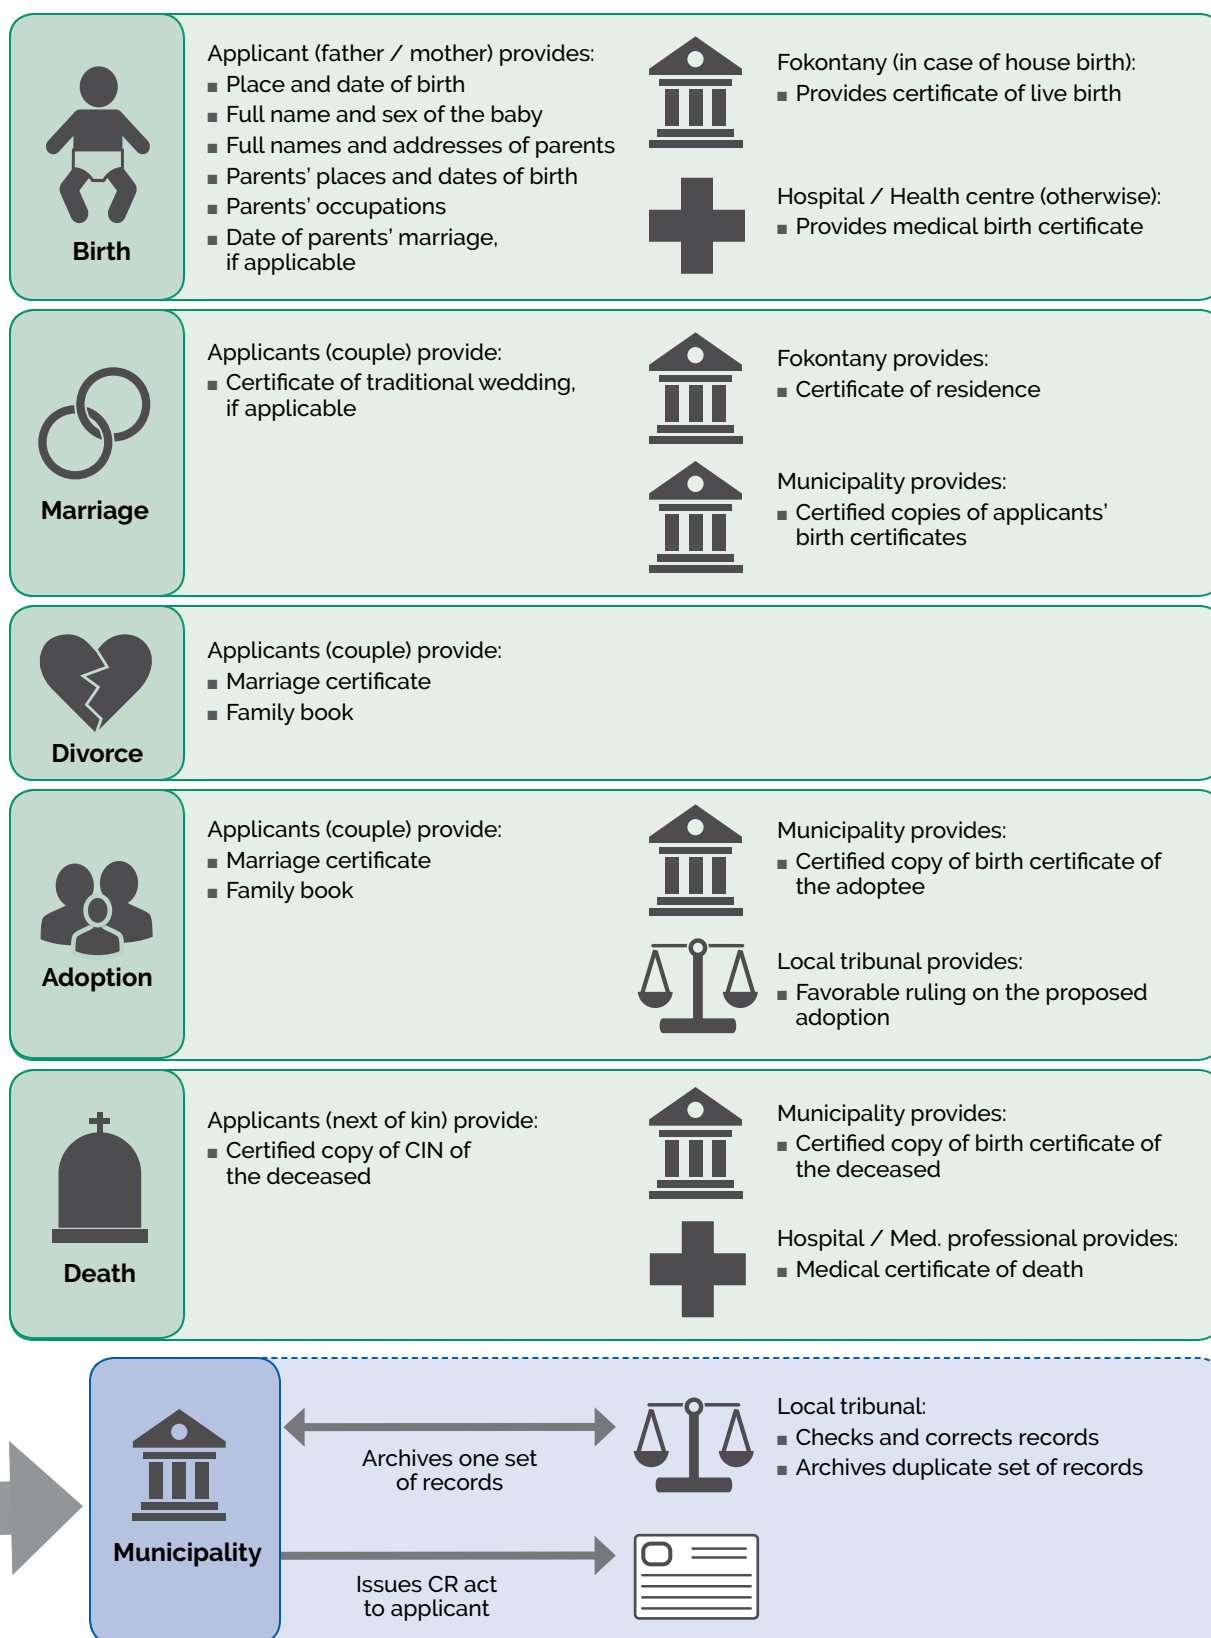 Applicant (father / mother) provides:
▪ Place and date of birth
▪ Full name and sex of the baby
▪ Full names and addresses of parents
▪ Parents’ places and dates of birth
▪ Parents’ occupations
▪ Date of parents’ marriage,
if applicable
Birth
Fokontany (in case of house birth):
▪ Provides certificate of live birth
Hospital / Health centre (otherwise):
▪ Provides medical birth certificate
Applicants (couple) provide:
▪ Certificate of traditional wedding,
if applicable
Marriage
Fokontany provides:
▪ Certificate of residence
Municipality provides:
▪ Certified copies of applicants’
birth certificates
Applicants (couple) provide:
▪ Marriage certificate
▪ Family book
Divorce
Applicants (couple) provide:
▪ Marriage certificate
▪ Family book
Adoption
Municipality provides:
▪ Certified copy of birth certificate of
the adoptee
Local tribunal provides:
▪ Favorable ruling on the proposed
adoption
Applicants (next of kin) provide:
▪ Certified copy of CIN of
the deceased
Death
Municipality provides:
▪ Certified copy of birth certificate of
the deceased
Hospital / Med. professional provides:
▪ Medical certificate of death
Municipality
Archives one set
of records
Issues CR act
to applicant
Local tribunal:
▪ Checks and corrects records
▪ Archives duplicate set of records